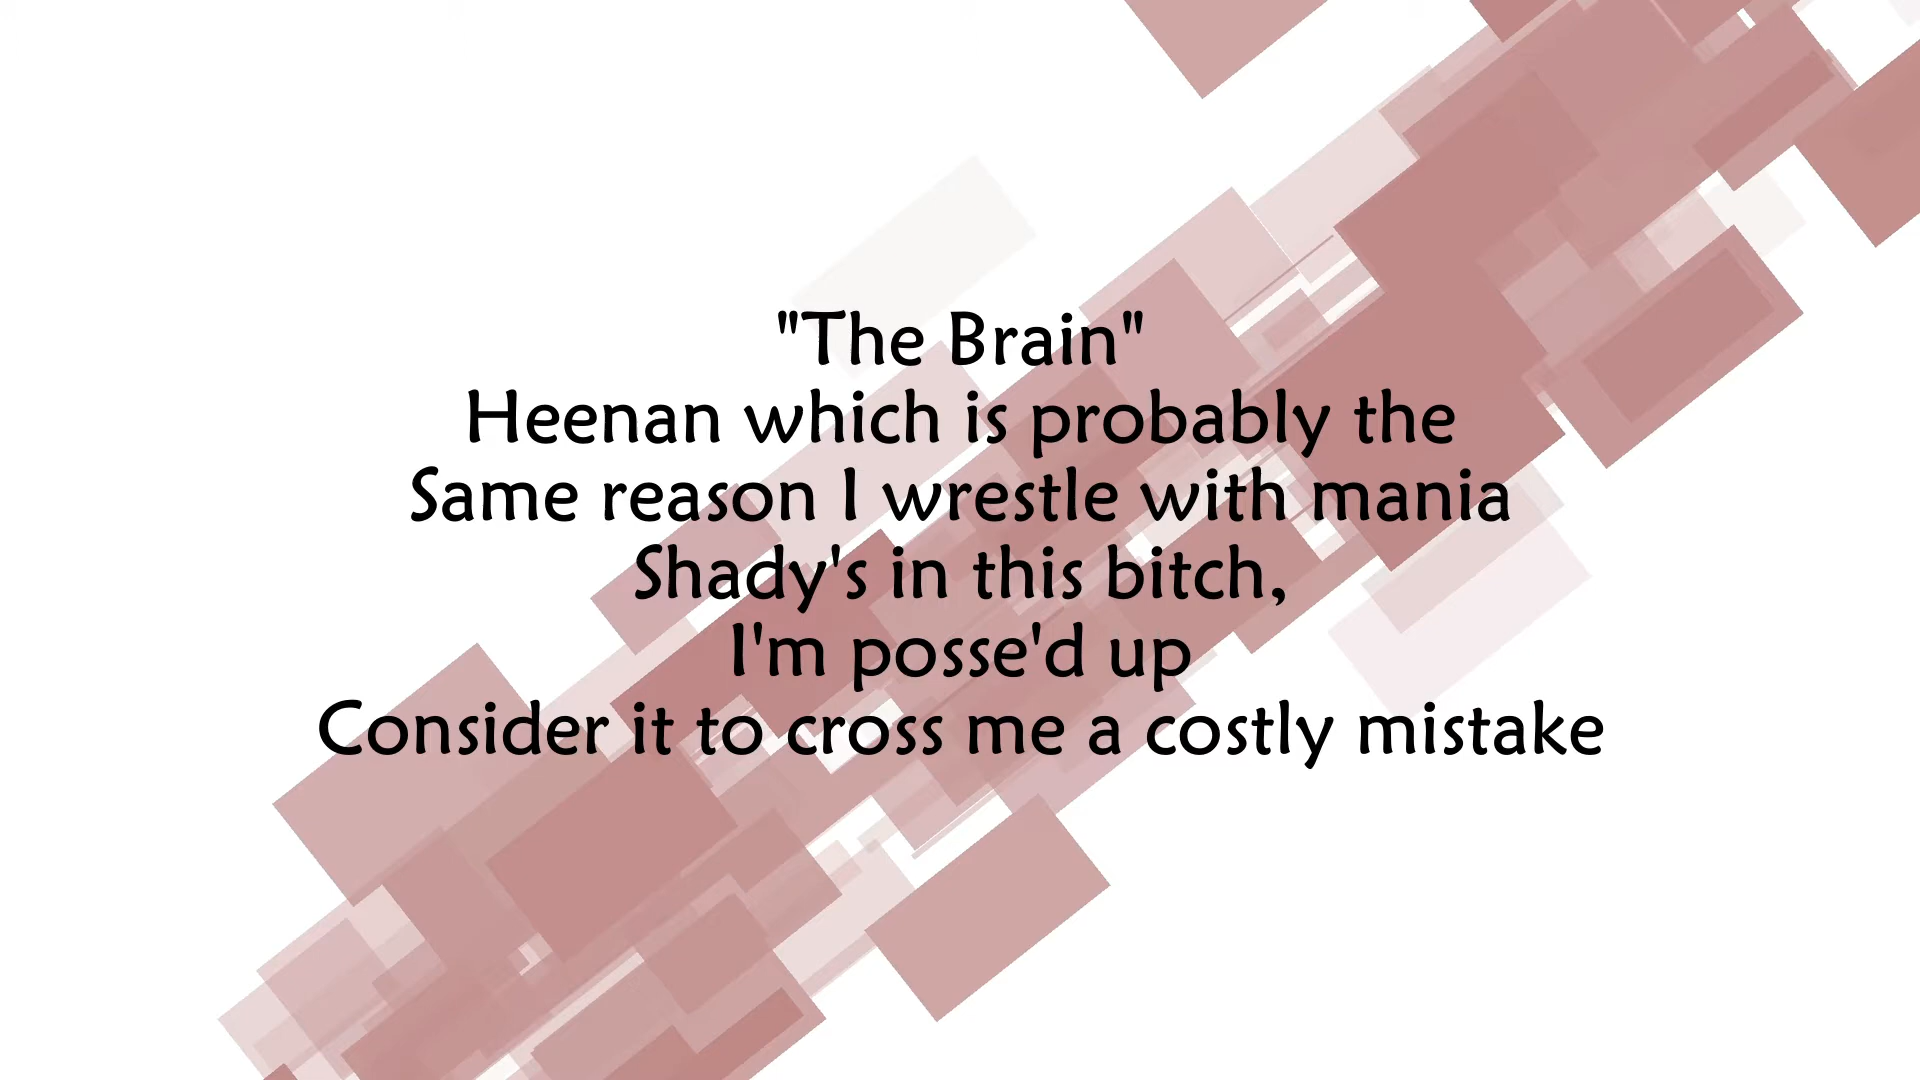 "The Brain"
Heenan which is probably the
Same reason I wrestle with mania
Shady's in this bitch,
I'm posse'd up
Consider it to cross me a costly mistake